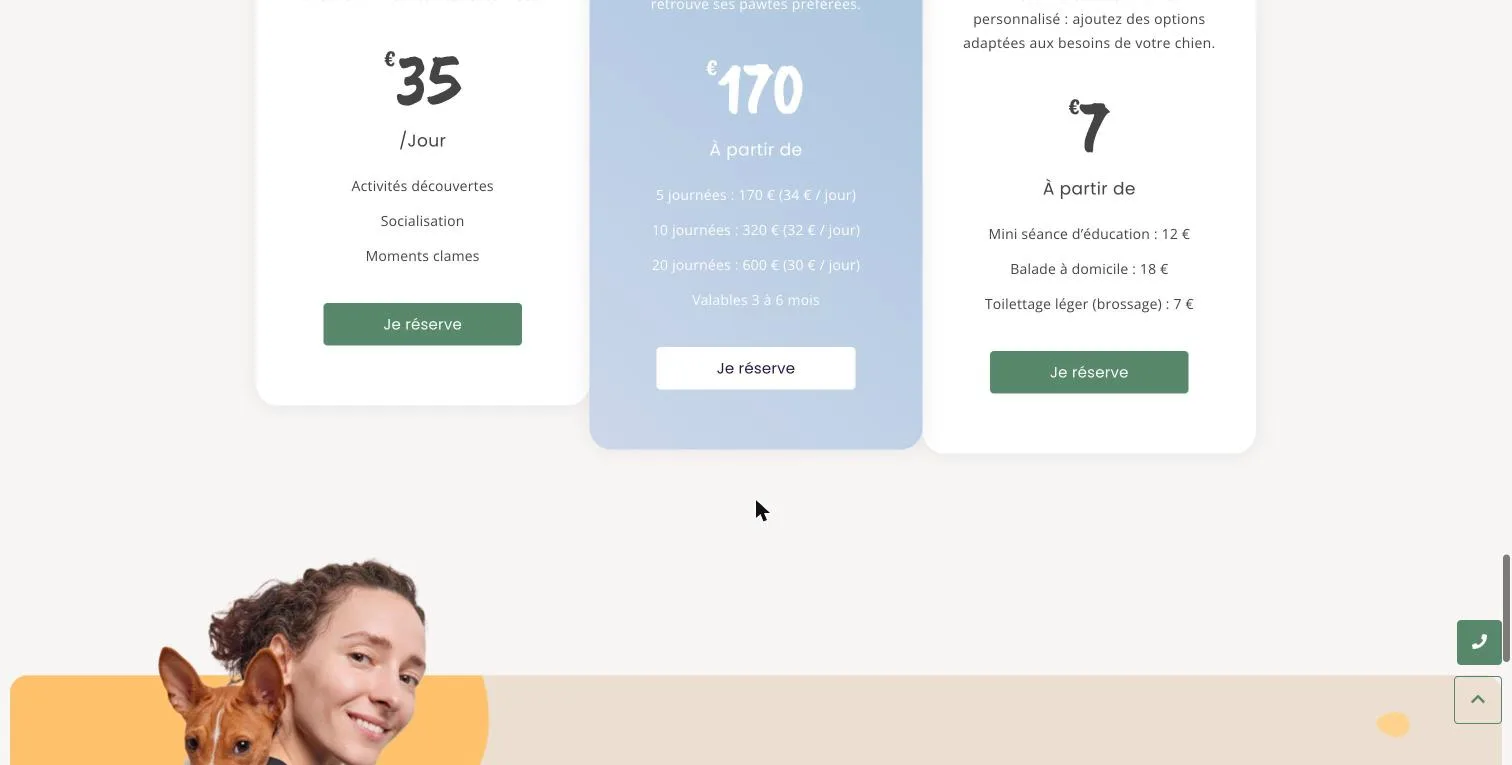 retrouve ses pawtes préférées.
personnalisé : ajoutez des options
adaptées aux besoins de votre chien.
€35
/Jour
Activités découvertes
Socialisation
Moments clames
Je réserve
€170
À partir de
5 journées : 170 € (34 € / jour)
10 journées : 320 € (32 € / jour)
20 journées : 600 € (30 € / jour)
Valables 3 à 6 mois
Je réserve
€7
À partir de
Mini séance d’éducation : 12 €
Balade à domicile : 18 €
Toilettage léger (brossage) : 7 €
Je réserve